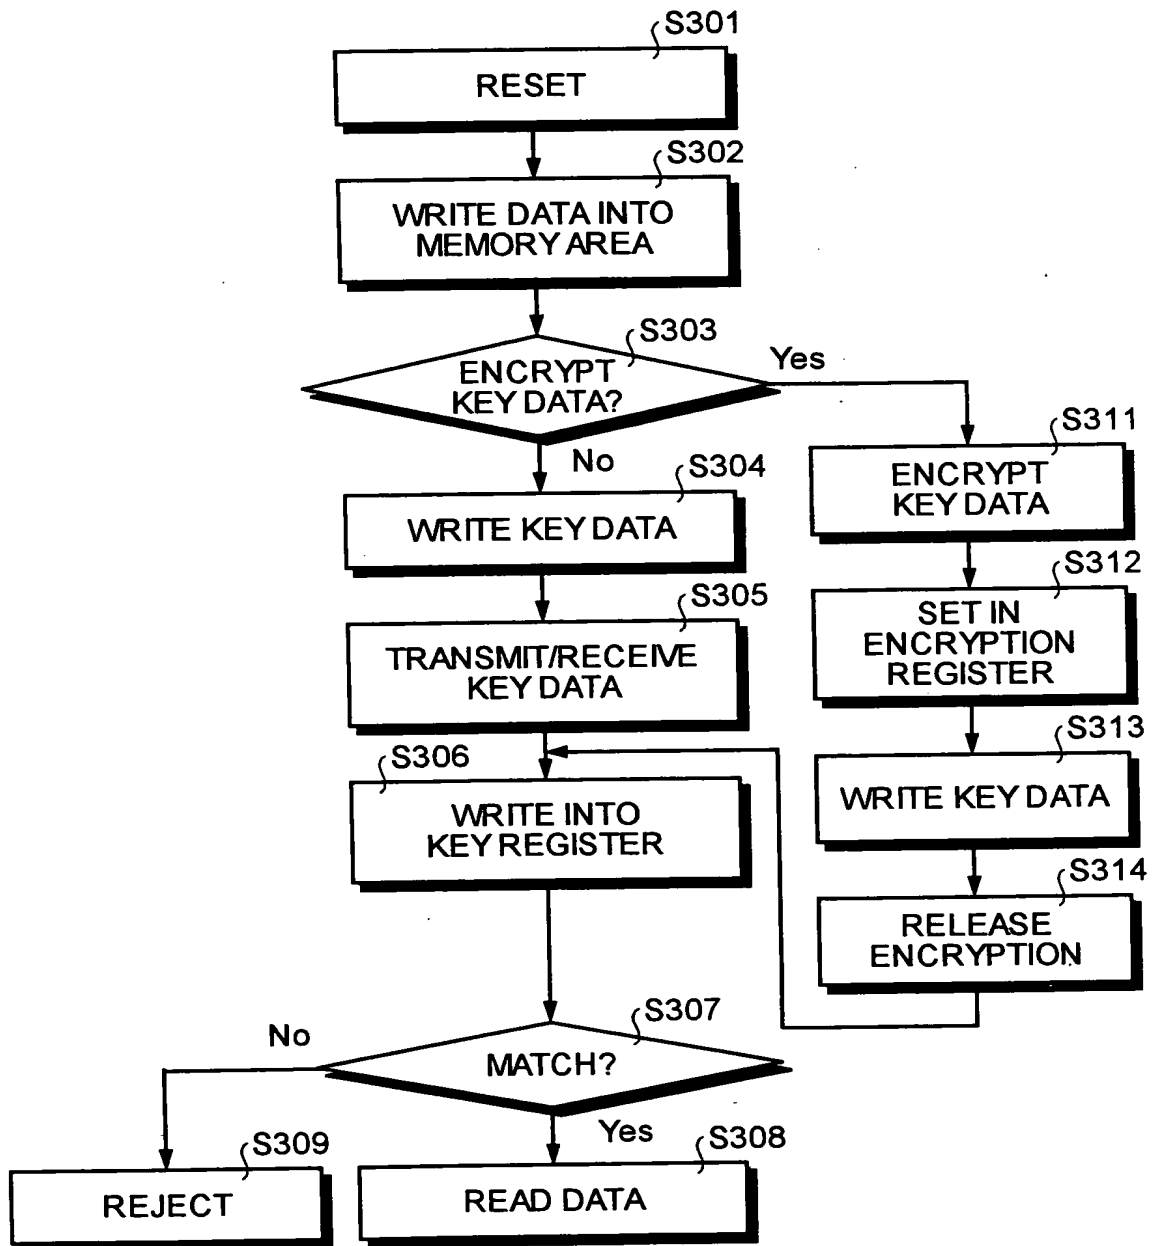 S301
RESET
S302
WRITE DATA INTO
MEMORY AREA
S303
ENCRYPT
KEY DATA?
Yes
No
S304
WRITE KEY DATA
S305
TRANSMIT/RECEIVE
KEY DATA
S306
WRITE INTO
KEY REGISTER
S311
ENCRYPT
KEY DATA
S312
SET IN
ENCRYPTION
REGISTER
S313
WRITE KEY DATA
S314
RELEASE
ENCRYPTION
S307
MATCH?
No
Yes
S309
REJECT
S308
READ DATA